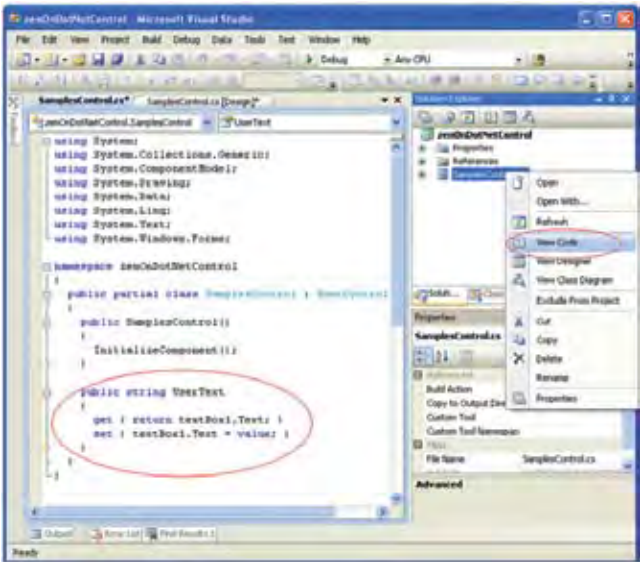 zenOnDotNetControl - Microsoft Visual Studio
File Edit View Project Build Debug Data Tools Test Window Help
Debug Any CPU
SamplesControl.cs* SamplesControl.cs [Design]*
zenOnDotNetControl.SamplesControl UserText
using System;
using System.Collections.Generic;
using System.ComponentModel;
using System.Drawing;
using System.Data;
using System.Linq;
using System.Text;
using System.Windows.Forms;
namespace zenOnDotNetControl
{
public partial class SamplesControl : UserControl
{
public SamplesControl()
{
InitializeComponent();
}
public string UserText
{
get { return textBox1.Text; }
set { textBox1.Text = value; }
}
}
}
Output Error List Find Results 1
Ready
Solution Explorer
zenOnDotNetControl
Properties
References
SamplesControl
Open
Open With...
Refresh
View Code
View Designer
View Class Diagram
Exclude From Project
Cut
Copy
Delete
Rename
Properties
Solut...
Class
Properties
SamplesControl.cs
Advanced
Build Action
Copy to Output Dire
Custom Tool
Custom Tool Namespac
Misc
File Name SamplesControl.cs
Advanced